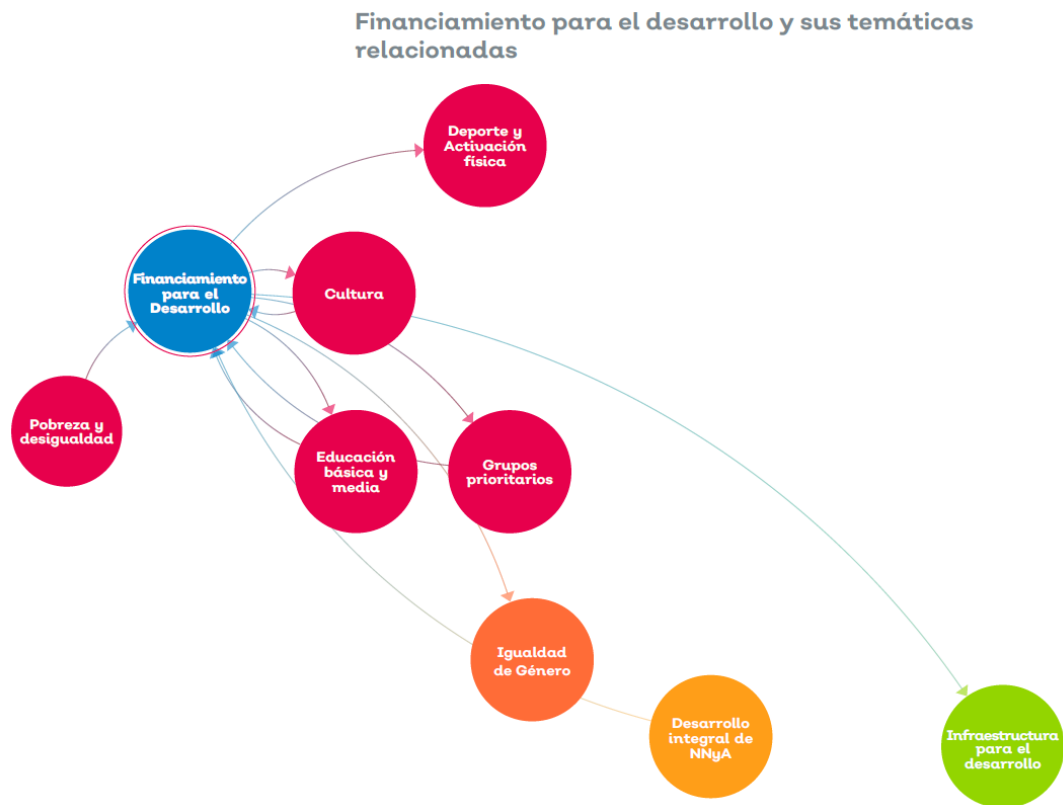 Financiamiento para el desarrollo y sus temáticas
relacionadas
Deporte y
Activación
física
Financiamiento
para el
Desarrollo
Cultura
Pobreza y
desigualdad
Educación
básica y
media
Grupos
prioritarios
Igualdad
de Género
Desarrollo
integral de
NNyA
Infraestructura
para el
desarrollo